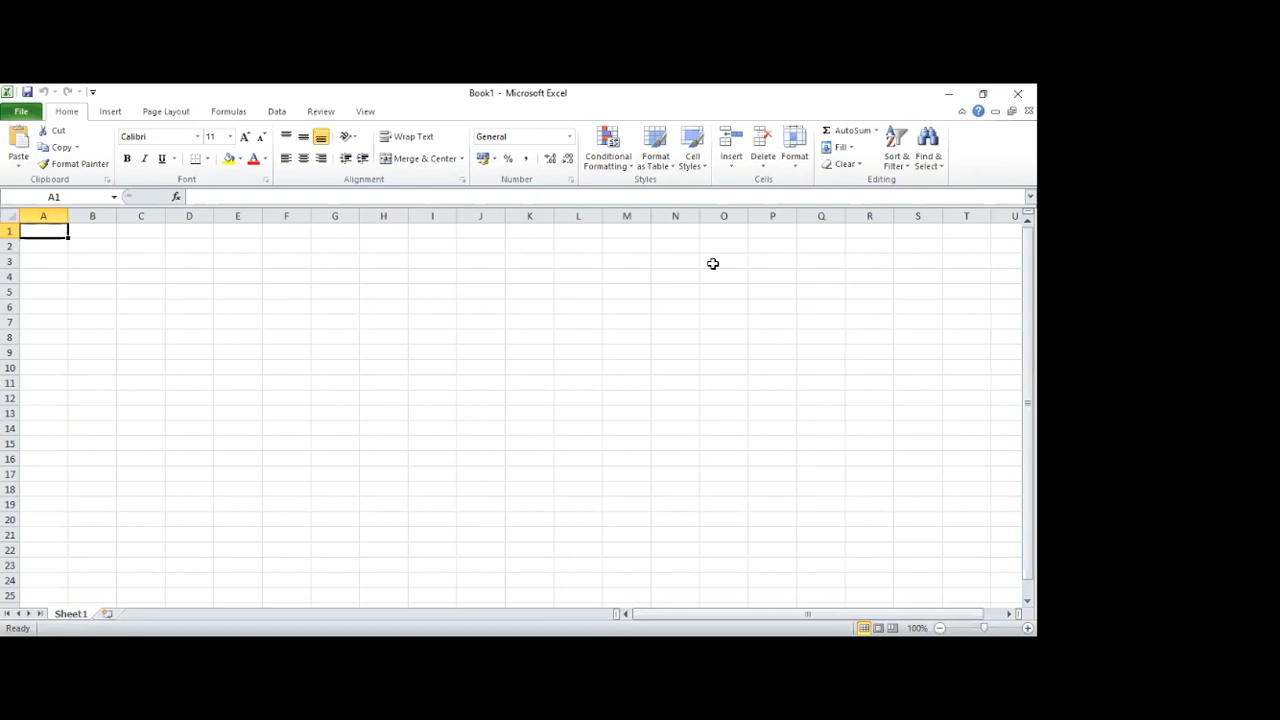 Book1 - Microsoft Excel
File Home Insert Page Layout Formulas Data Review View
Paste
Cut
Copy
Format Painter
Clipboard
Calibri 11
B I U
Font
Wrap Text
Merge & Center
Alignment
General
%
Number
Conditional Formatting
Format as Table
Cell Styles
Styles
Insert
Delete
Format
Cells
AutoSum
Fill
Clear
Sort & Filter
Find & Select
Editing
A1 fx
A B C D E F G H I J K L M N O P Q R S T U
1
2
3
4
5
6
7
8
9
10
11
12
13
14
15
16
17
18
19
20
21
22
23
24
25
Sheet1
Ready 100%